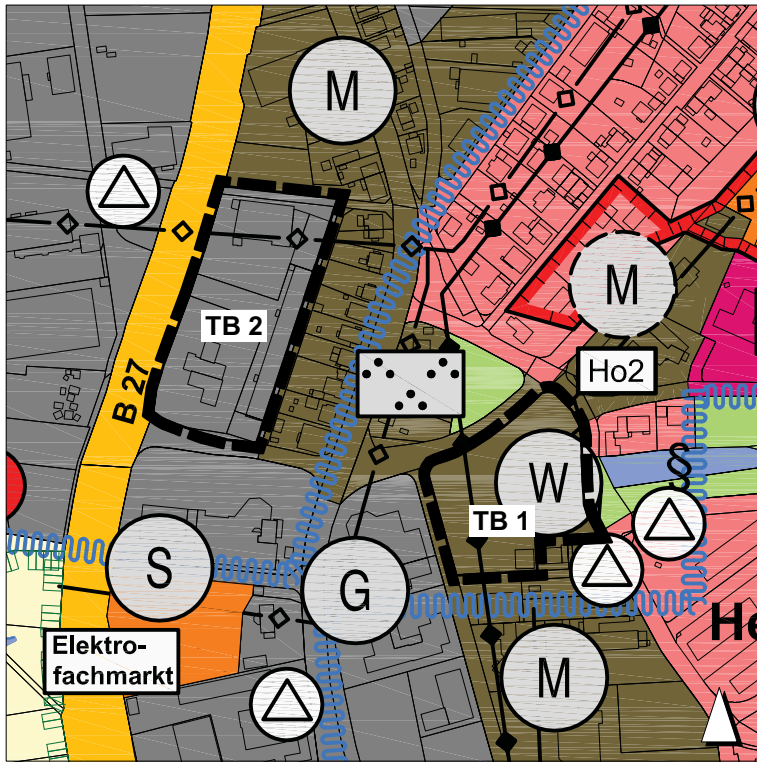 M
TB 2
M
B 27
Ho2
§
W
TB 1
S
G
Elektro-
fachmarkt
He
M